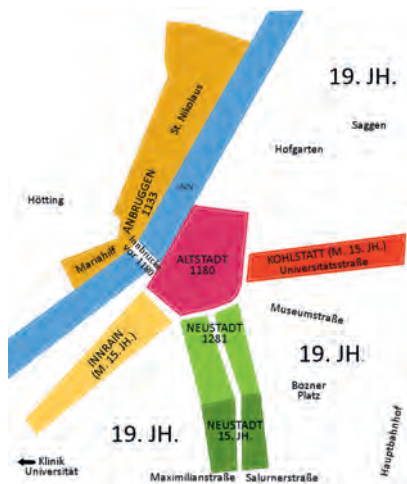 19. JH.
Saggen
Hofgarten
St. Nikolaus
INN
Hötting
ANBRUGGEN
1133
Mariahilf
Innbrücke
vor 1180
ALTSTADT
1180
KOHLSTATT (M. 15. JH.)
Universitätsstraße
Museumstraße
NEUSTADT
1281
INNRAIN
(M. 15. JH.)
19. JH.
Bozner
Platz
NEUSTADT
15. JH.
19. JH.
Hauptbahnhof
Klinik
Universität
Maximilianstraße
Salurnerstraße